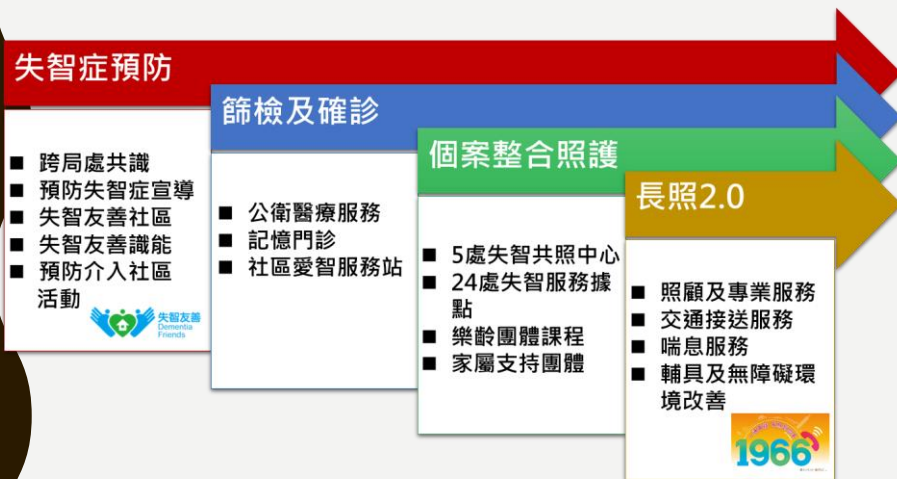 失智症預防
■ 跨局處共識
■ 預防失智症宣導
■ 失智友善社區
■ 失智友善識能
■ 預防介入社區
活動
失智友善
Dementia
Friends
篩檢及確診
■ 公衛醫療服務
■ 記憶門診
■ 社區愛智服務站
個案整合照護
■ 5處失智共照中心
■ 24處失智服務據
點
■ 樂齡團體課程
■ 家屬支持團體
長照2.0
■ 照顧及專業服務
■ 交通接送服務
■ 喘息服務
■ 輔具及無障礙環
境改善
1966